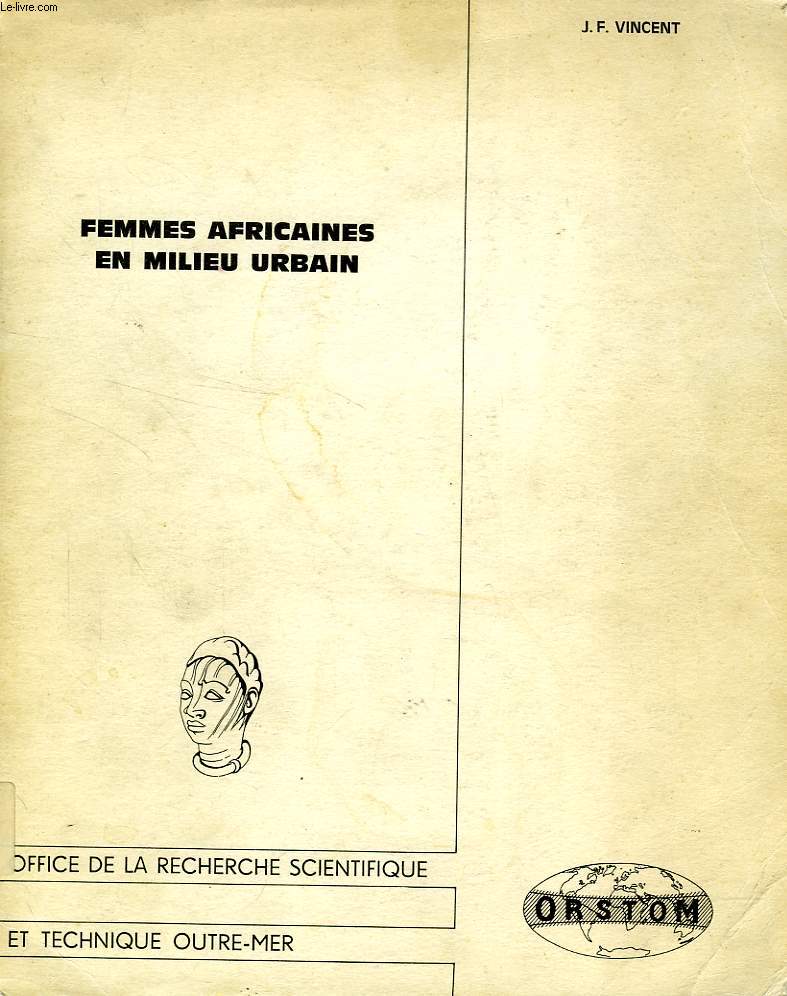 Le-livre.com
J. F. VINCENT
FEMMES AFRICAINES
EN MILIEU URBAIN
OFFICE DE LA RECHERCHE SCIENTIFIQUE
ET TECHNIQUE OUTRE-MER
ORSTOM